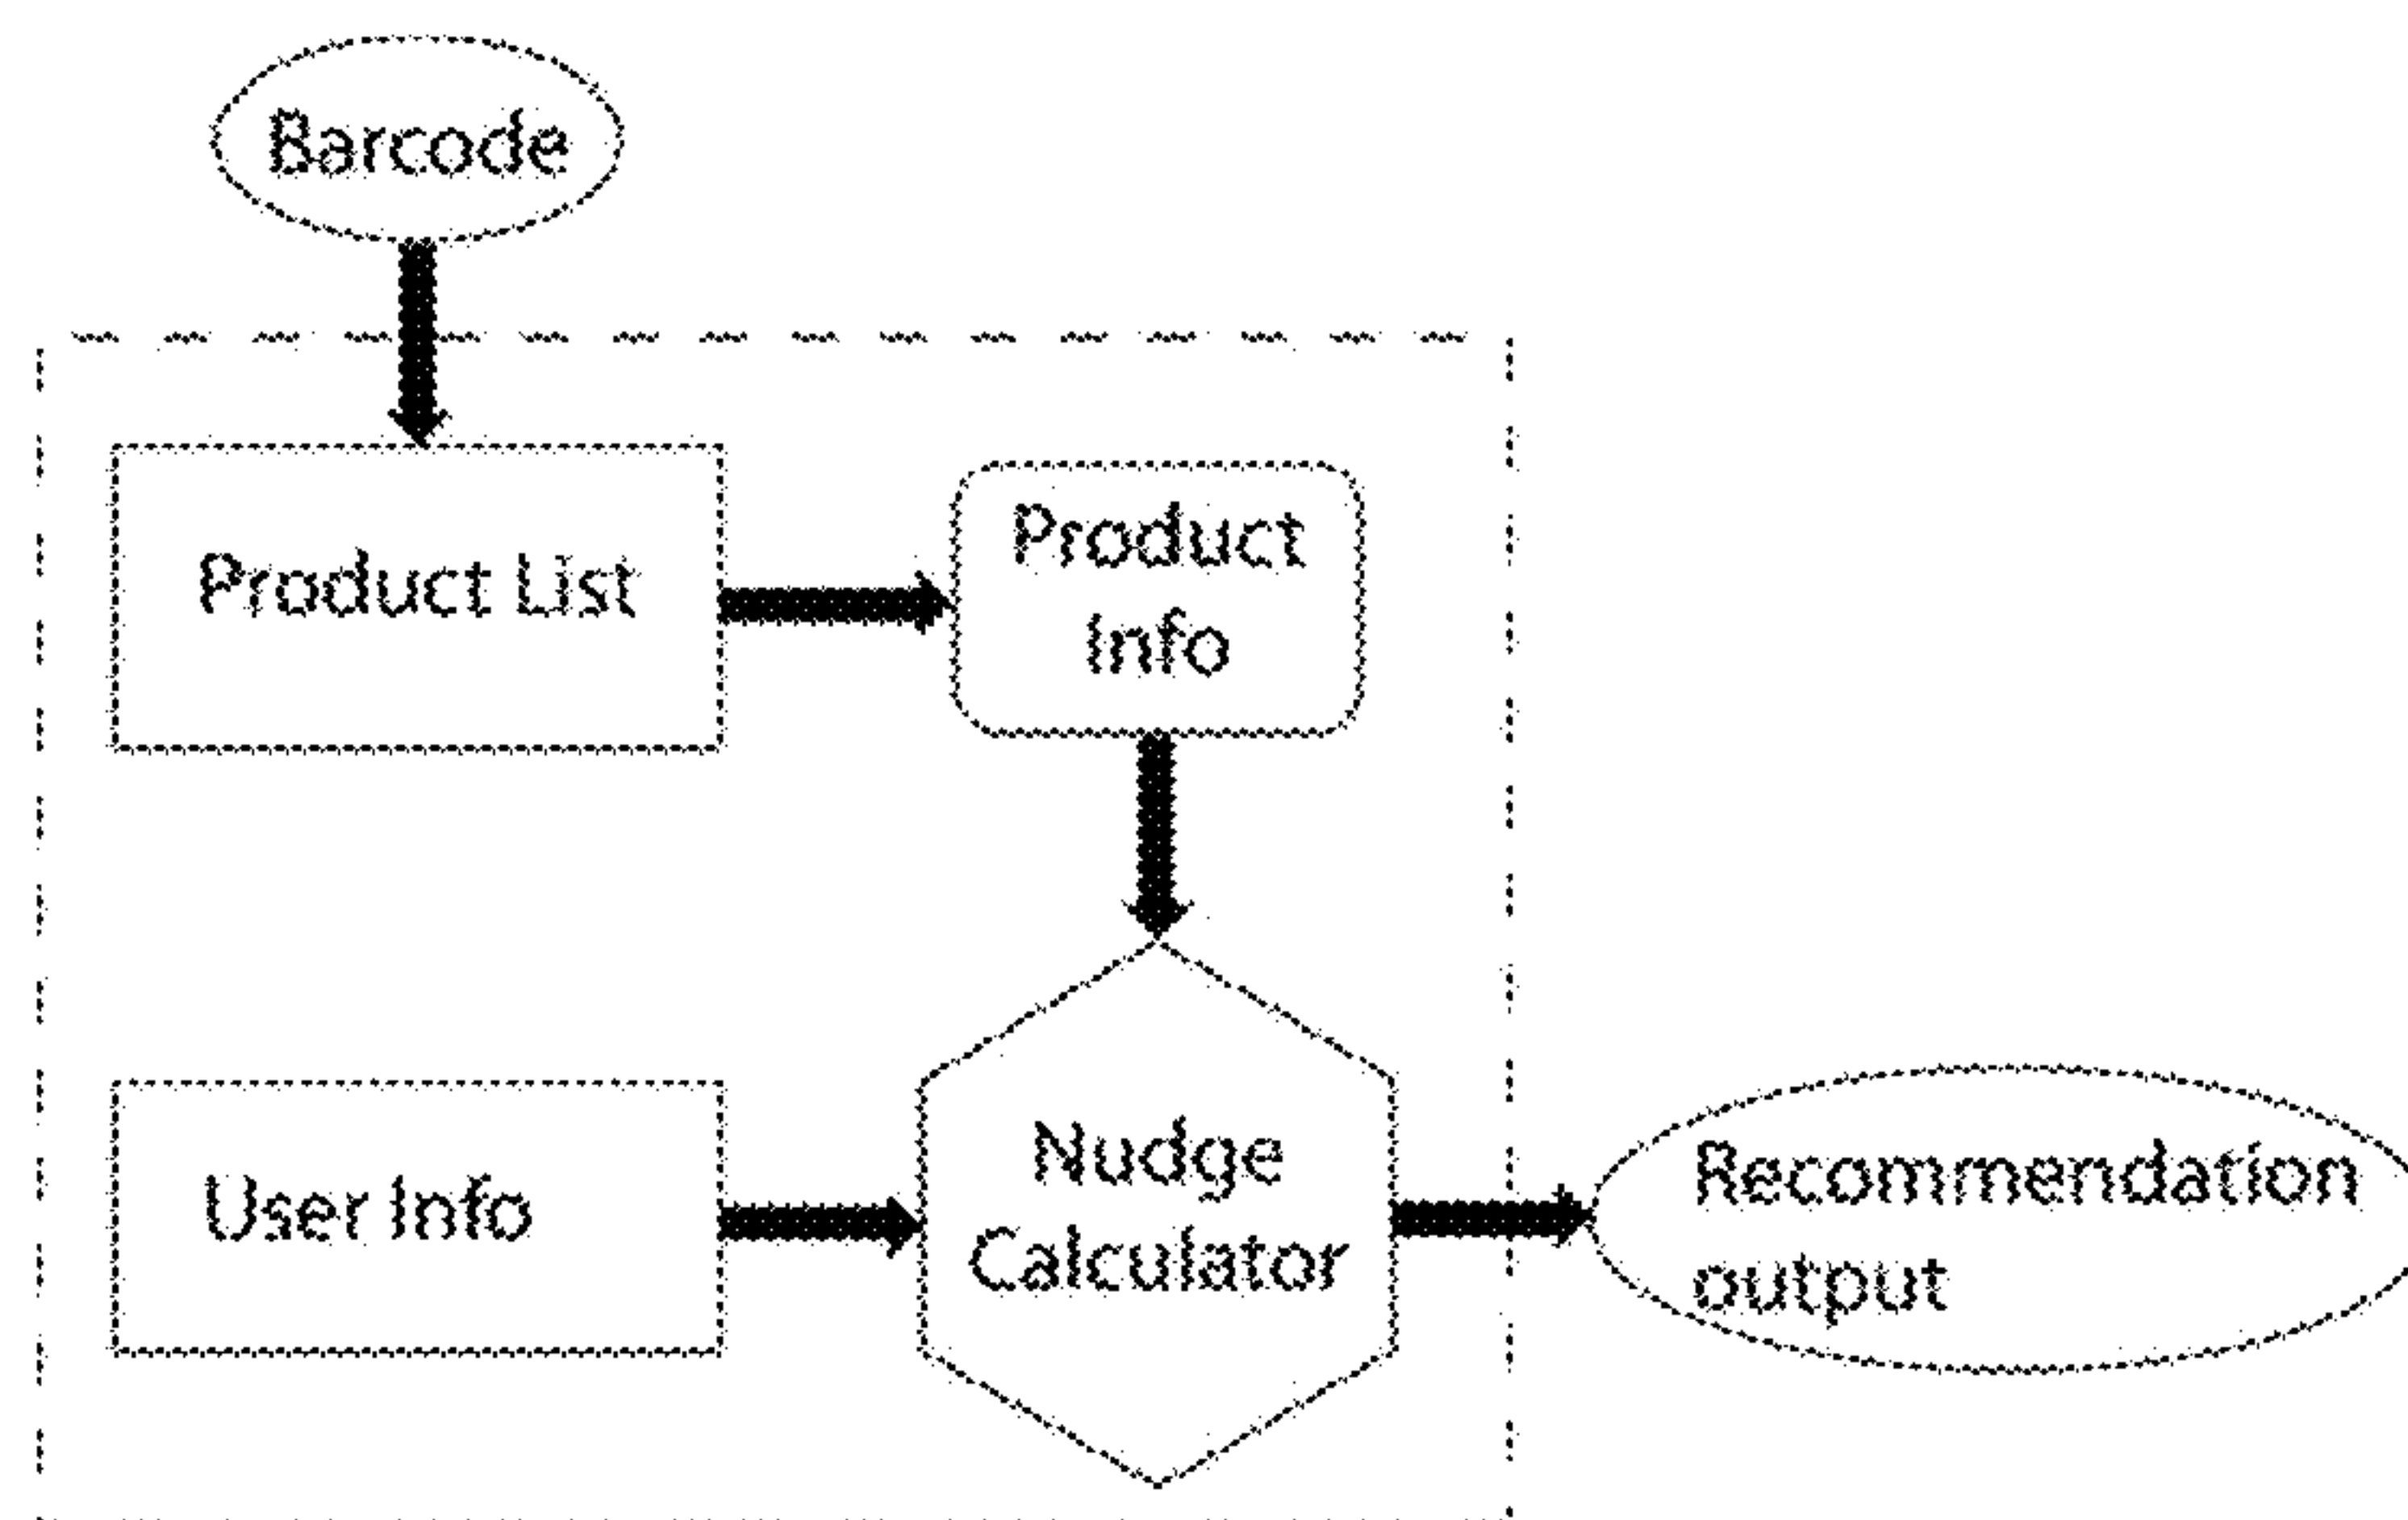 Barcode
Product List
Product
Info
User Info
Nudge
Calculator
Recommendation
output